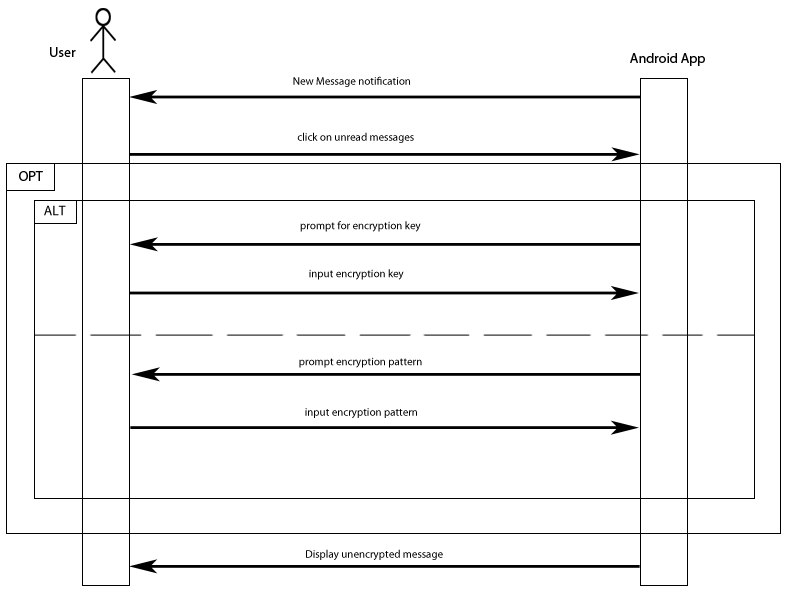 User
Android App
New Message notification
click on unread messages
OPT
ALT
prompt for encryption key
input encryption key
prompt encryption pattern
input encryption pattern
Display unencrypted message